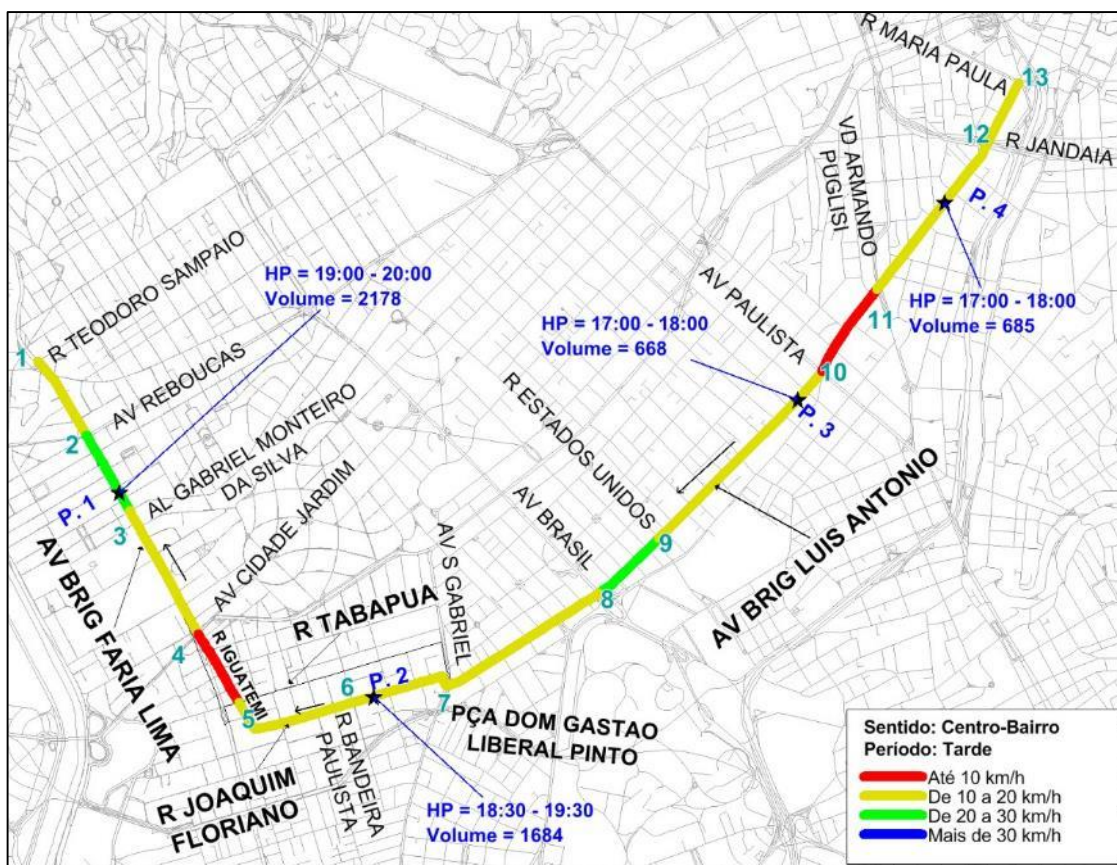 R MARIA PAULA
13
12
R JANDAIA
VD ARMANDO
PUGLISI
P. 4
R TEODORO SAMPAIO
HP = 19:00 - 20:00
Volume = 2178
HP = 17:00 - 18:00
Volume = 668
AV PAULISTA
11
HP = 17:00 - 18:00
Volume = 685
1
AV REBOUCAS
10
P. 3
2
AL GABRIEL MONTEIRO
DA SILVA
R ESTADOS UNIDOS
P. 1
3
AV CIDADE JARDIM
AV BRASIL
9
AV BRIG LUIS ANTONIO
AV BRIG FARIA LIMA
AV S GABRIEL
8
R TABAPUA
4
R IGUATEMI
6
P. 2
7
5
PÇA DOM GASTAO
LIBERAL PINTO
R BANDEIRA
PAULISTA
R JOAQUIM
FLORIANO
HP = 18:30 - 19:30
Volume = 1684
Sentido: Centro-Bairro
Período: Tarde
Até 10 km/h
De 10 a 20 km/h
De 20 a 30 km/h
Mais de 30 km/h